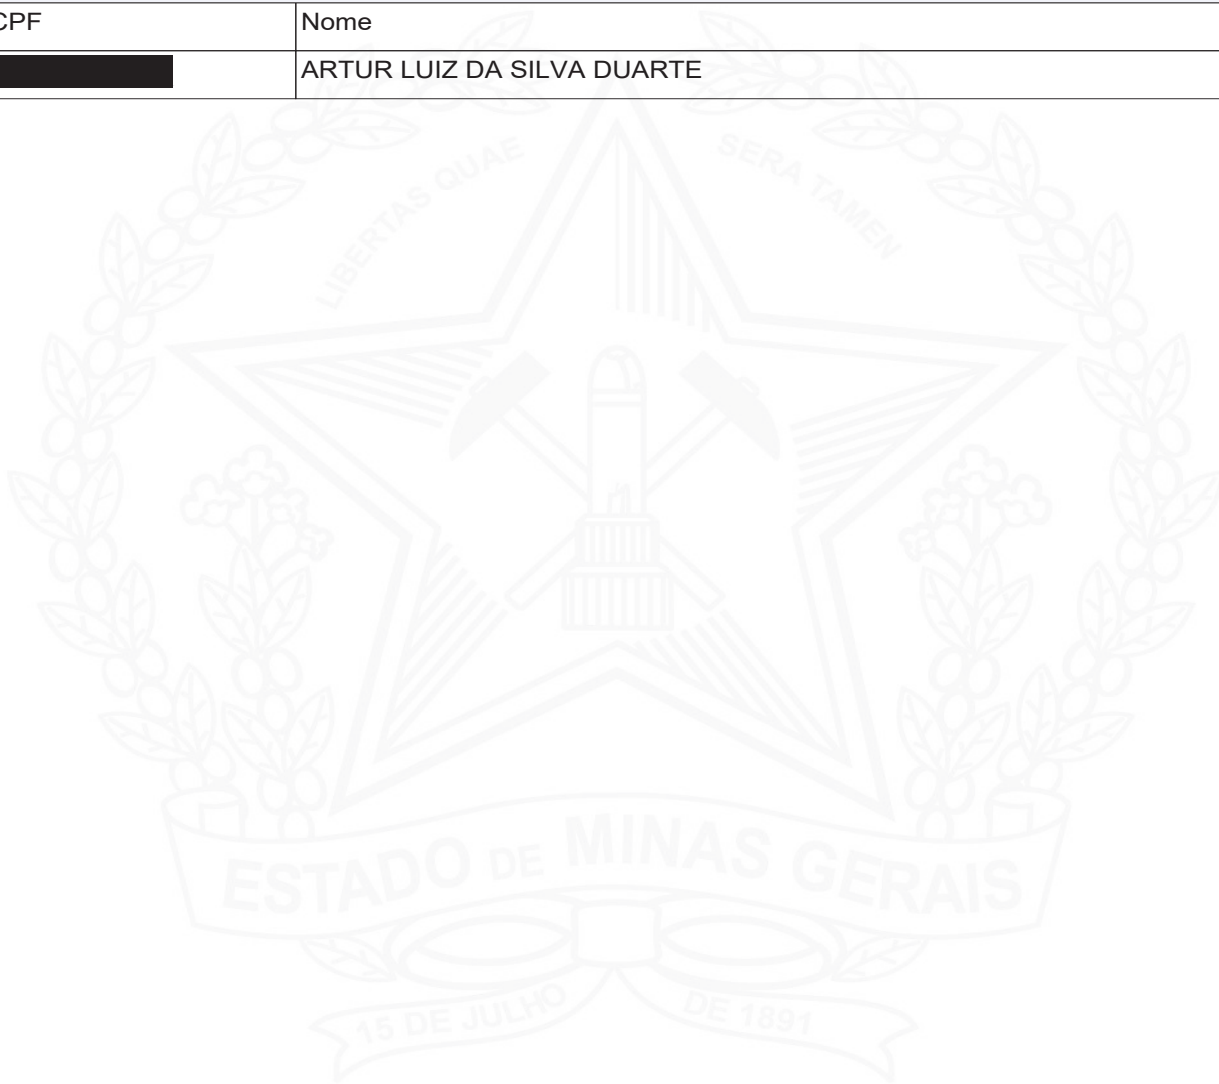 CPF Nome
ARTUR LUIZ DA SILVA DUARTE
LIBERTAS QUAE SERA TAMEN
ESTADO DE MINAS GERAIS
15 DE JULHO DE 1891